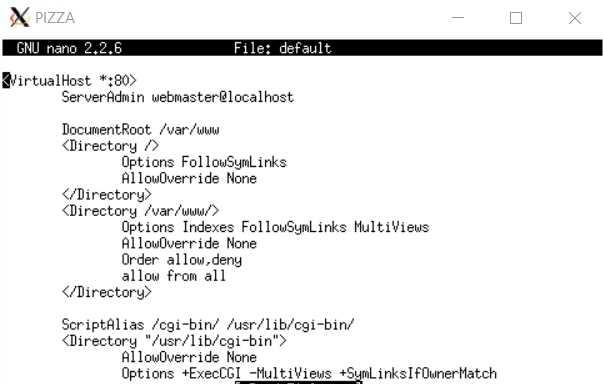 PIZZA
GNU nano 2.2.6 File: default
<VirtualHost *:80>
ServerAdmin webmaster@localhost
DocumentRoot /var/www
<Directory />
Options FollowSymLinks
AllowOverride None
</Directory>
<Directory /var/www/>
Options Indexes FollowSymLinks MultiViews
AllowOverride None
Order allow,deny
allow from all
</Directory>
ScriptAlias /cgi-bin/ /usr/lib/cgi-bin/
<Directory "/usr/lib/cgi-bin">
AllowOverride None
Options +ExecCGI -MultiViews +SymLinksIfOwnerMatch